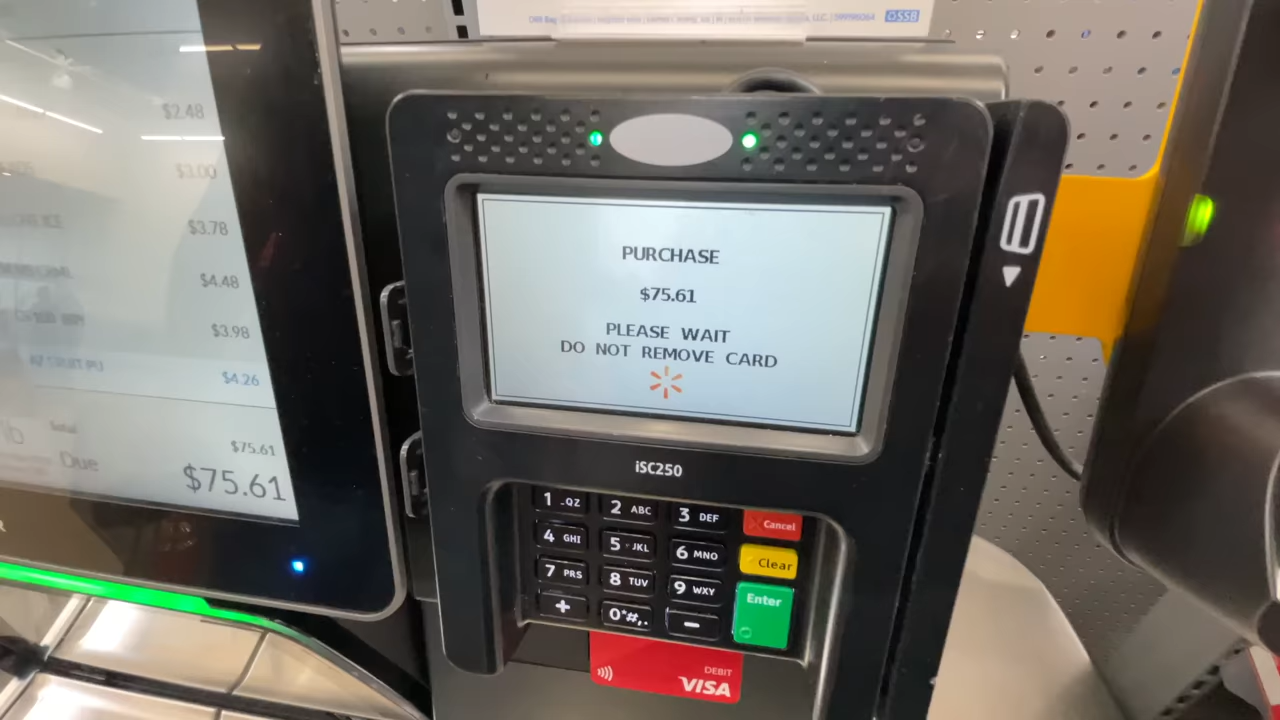 $2.48
$3.00
$3.78
$4.48
$3.98
$4.26
$75.61
Due
$75.61
PURCHASE
$75.61
PLEASE WAIT
DO NOT REMOVE CARD
iSC250
1 .QZ
2 ABC
3 DEF
Cancel
4 GHI
5 JKL
6 MNO
Clear
7 PRS
8 TUV
9 WXY
Enter
+
0*#,.
−
DEBIT
VISA